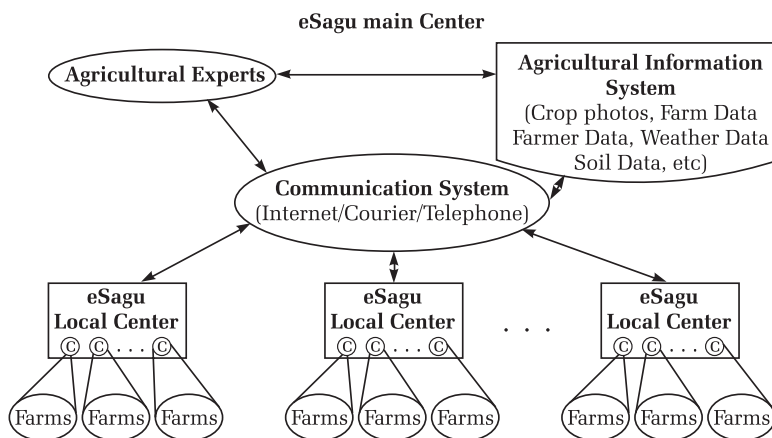 eSagu main Center
Agricultural Experts
Agricultural Information
System
(Crop photos, Farm Data
Farmer Data, Weather Data
Soil Data, etc)
Communication System
(Internet/Courier/Telephone)
eSagu
Local Center
C C . . . C
eSagu
Local Center
C C . . . C
. . .
eSagu
Local Center
C C . . . C
Farms Farms Farms
Farms Farms Farms
Farms Farms Farms